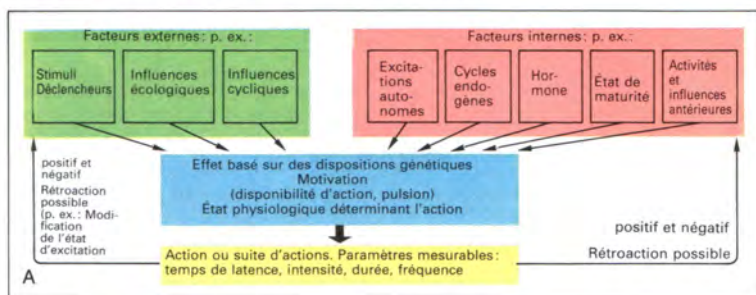 Facteurs externes: p. ex.:
Stimuli
Déclencheurs
Influences
écologiques
Influences
cycliques
Facteurs internes: p. ex.:
Excita-
tions
auto-
nomes
Cycles
endo-
gènes
Hor-
mone
État de
maturité
Activités
et
influences
antérieures
positif et
négatif
Rétroaction
possible
(p. ex.: Modi-
fication
de l'état
d'excitation
Effet basé sur des dispositions génétiques
Motivation
(disponibilité d'action, pulsion)
État physiologique déterminant l'action
positif et négatif
Rétroaction possible
Action ou suite d'actions. Paramètres mesurables:
temps de latence, intensité, durée, fréquence
A